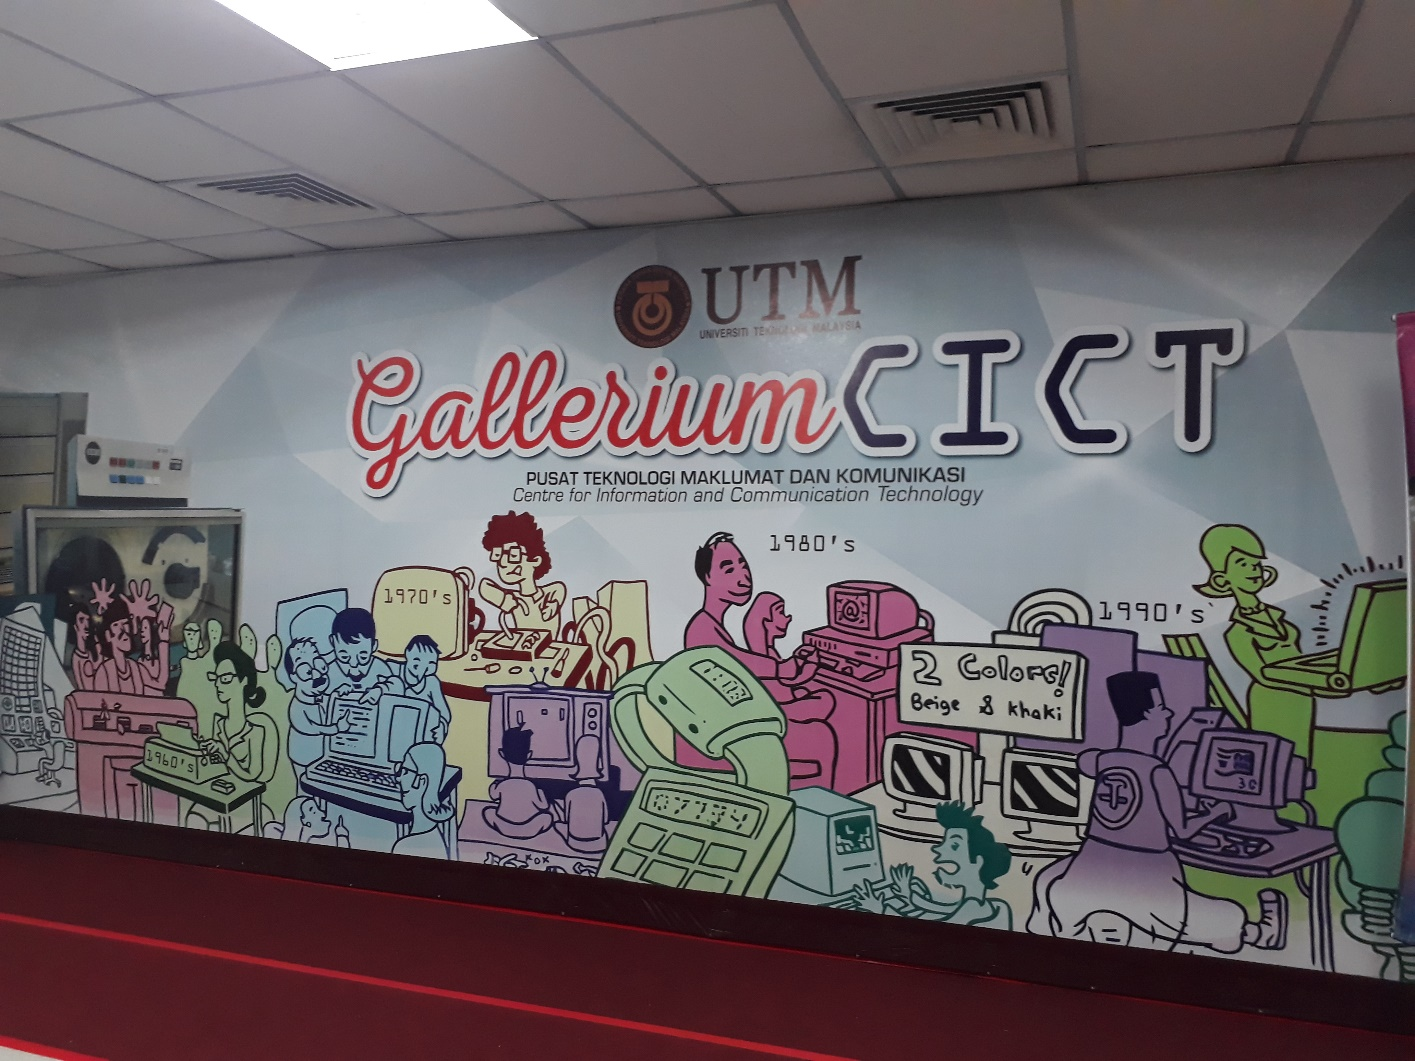 UTM
UNIVERSITI TEKNOLOGI MALAYSIA
Gallerium CICT
PUSAT TEKNOLOGI MAKLUMAT DAN KOMUNIKASI
Centre for Information and Communication Technology
1960's
1970's
1980's
1990's
2 Colors!
Beige & Khaki
07734